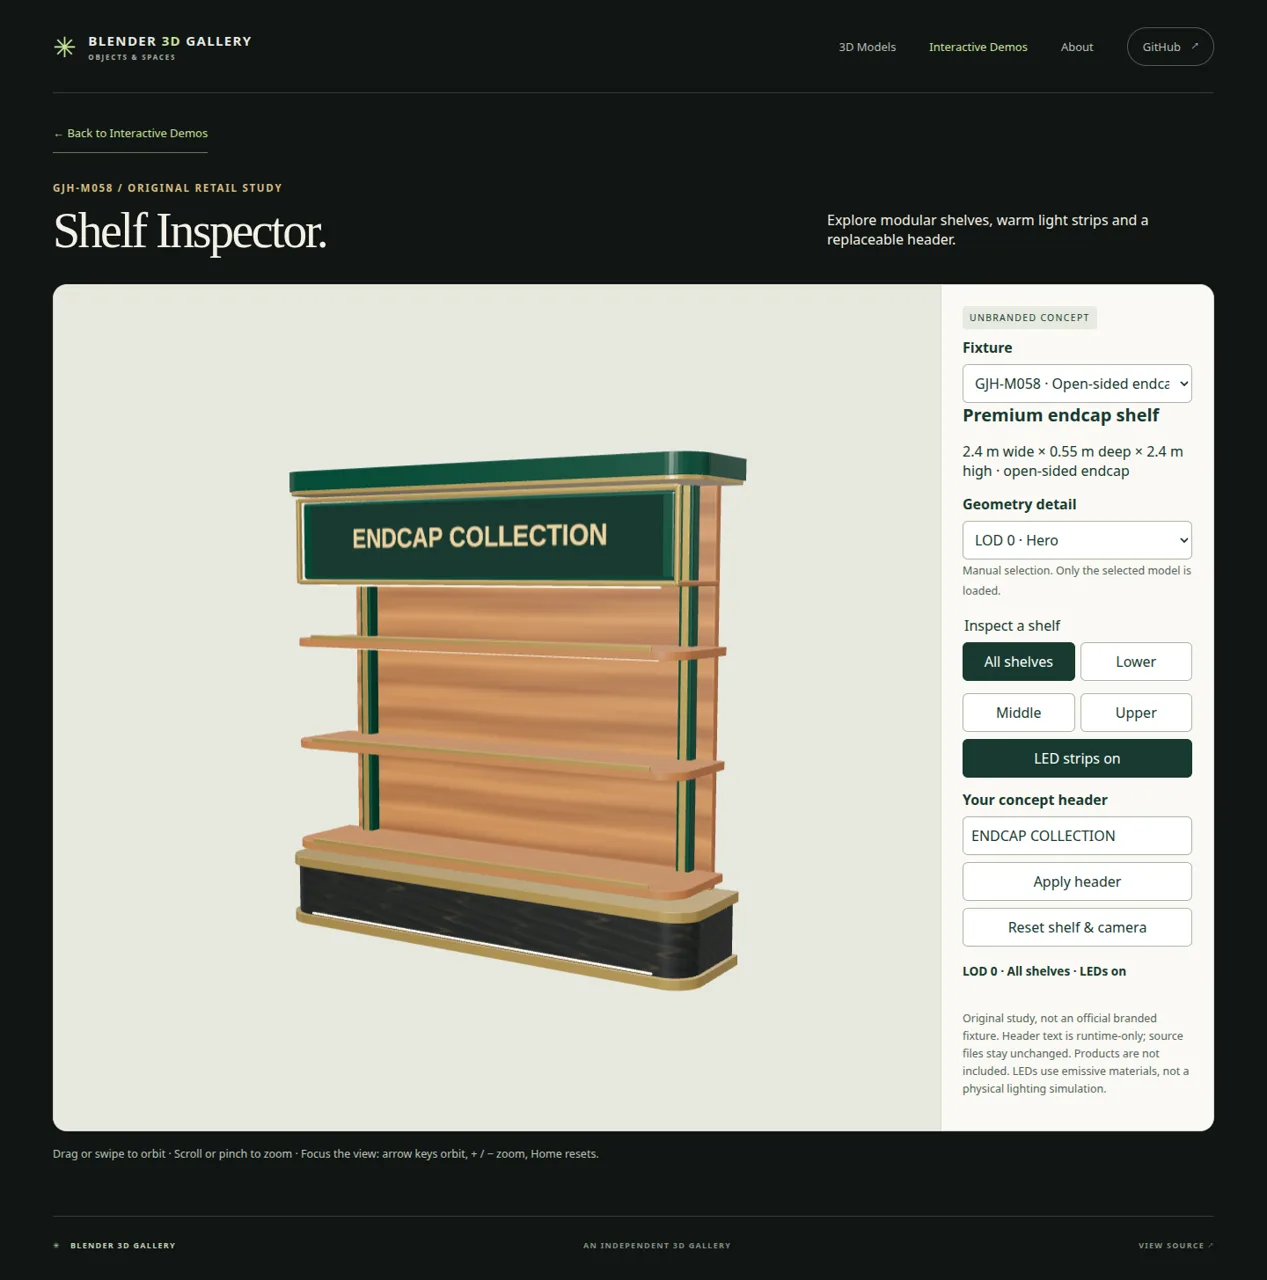 BLENDER 3D GALLERY
OBJECTS & SPACES
3D Models
Interactive Demos
About
GitHub ↗
← Back to Interactive Demos
GJH-M058 / ORIGINAL RETAIL STUDY
Shelf Inspector.
Explore modular shelves, warm light strips and a
replaceable header.
ENDCAP COLLECTION
UNBRANDED CONCEPT
Fixture
GJH-M058 · Open-sided endca
Premium endcap shelf
2.4 m wide × 0.55 m deep × 2.4 m
high · open-sided endcap
Geometry detail
LOD 0 · Hero
Manual selection. Only the selected model is
loaded.
Inspect a shelf
All shelves
Lower
Middle
Upper
LED strips on
Your concept header
ENDCAP COLLECTION
Apply header
Reset shelf & camera
LOD 0 · All shelves · LEDs on
Original study, not an official branded
fixture. Header text is runtime-only; source
files stay unchanged. Products are not
included. LEDs use emissive materials, not a
physical lighting simulation.
Drag or swipe to orbit · Scroll or pinch to zoom · Focus the view: arrow keys orbit, + / − zoom, Home resets.
BLENDER 3D GALLERY
AN INDEPENDENT 3D GALLERY
VIEW SOURCE ↗